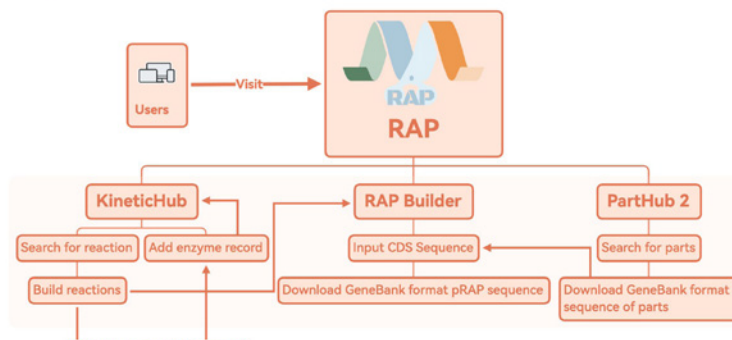 Users
Visit
RAP
RAP
KineticHub
RAP Builder
PartHub 2
Search for reaction
Add enzyme record
Input CDS Sequence
Search for parts
Build reactions
Download GeneBank format pRAP sequence
Download GeneBank format
sequence of parts